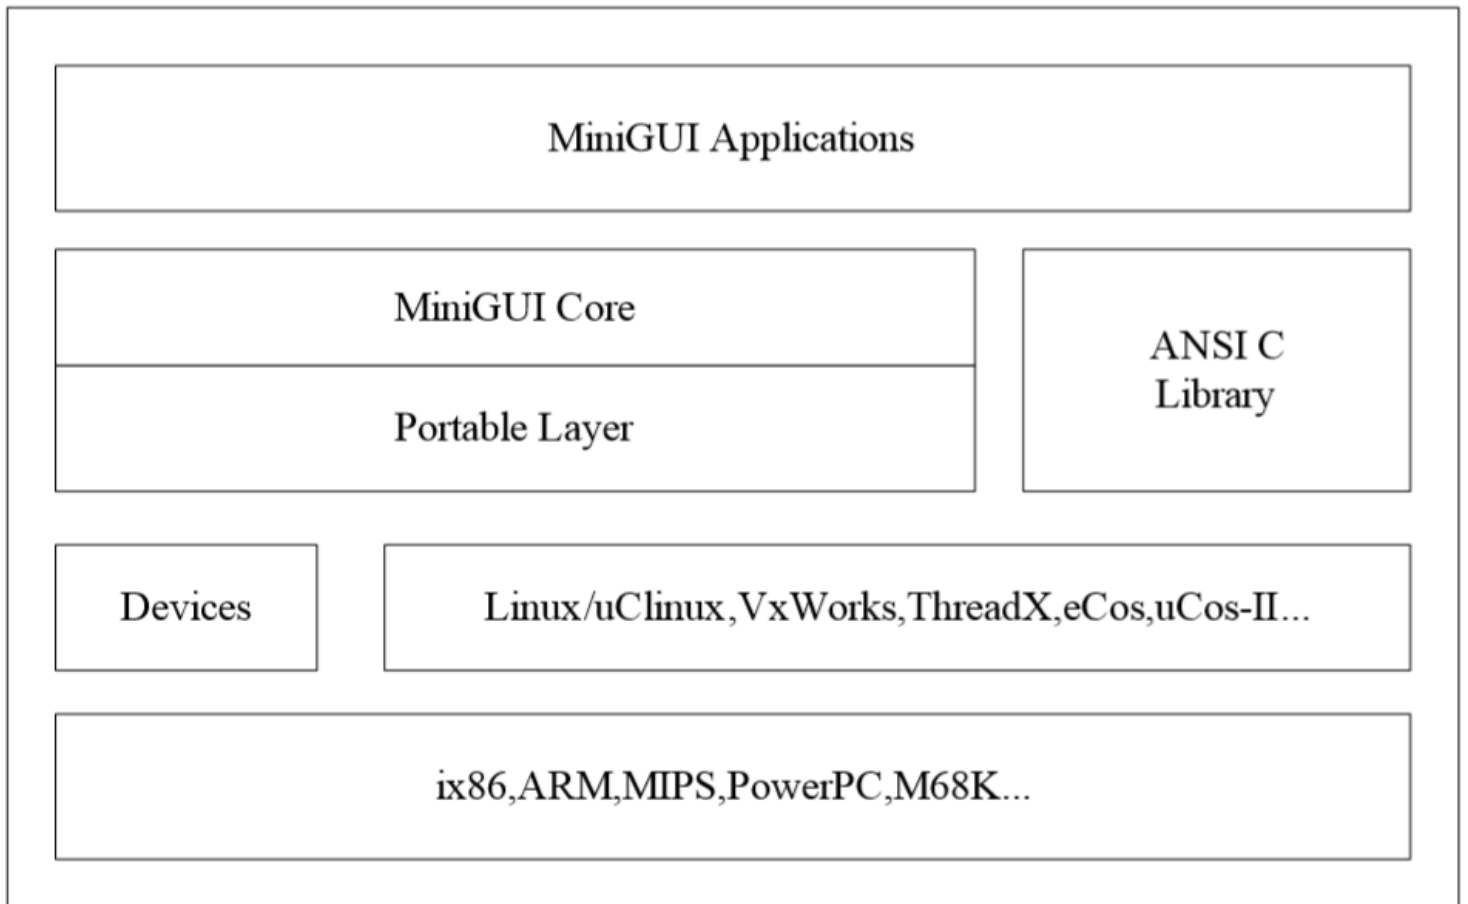 MiniGUI Applications
MiniGUI Core
Portable Layer
ANSI C
Library
Devices
Linux/uClinux,VxWorks,ThreadX,eCos,uCos-II...
ix86,ARM,MIPS,PowerPC,M68K...